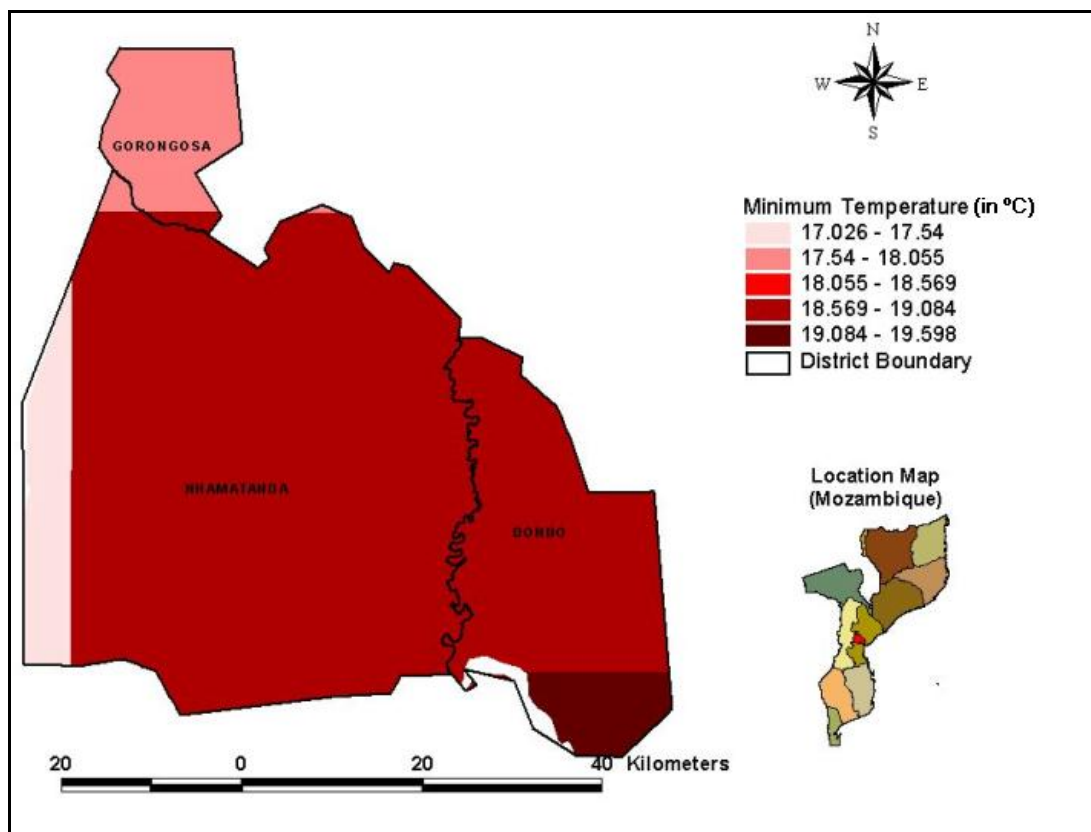 N
W E
S
GORONGOSA
Minimum Temperature (in ºC)
17.026 - 17.54
17.54 - 18.055
18.055 - 18.569
18.569 - 19.084
19.084 - 19.598
District Boundary
NHAMATANDA
DONDO
Location Map
(Mozambique)
20 0 20 40 Kilometers